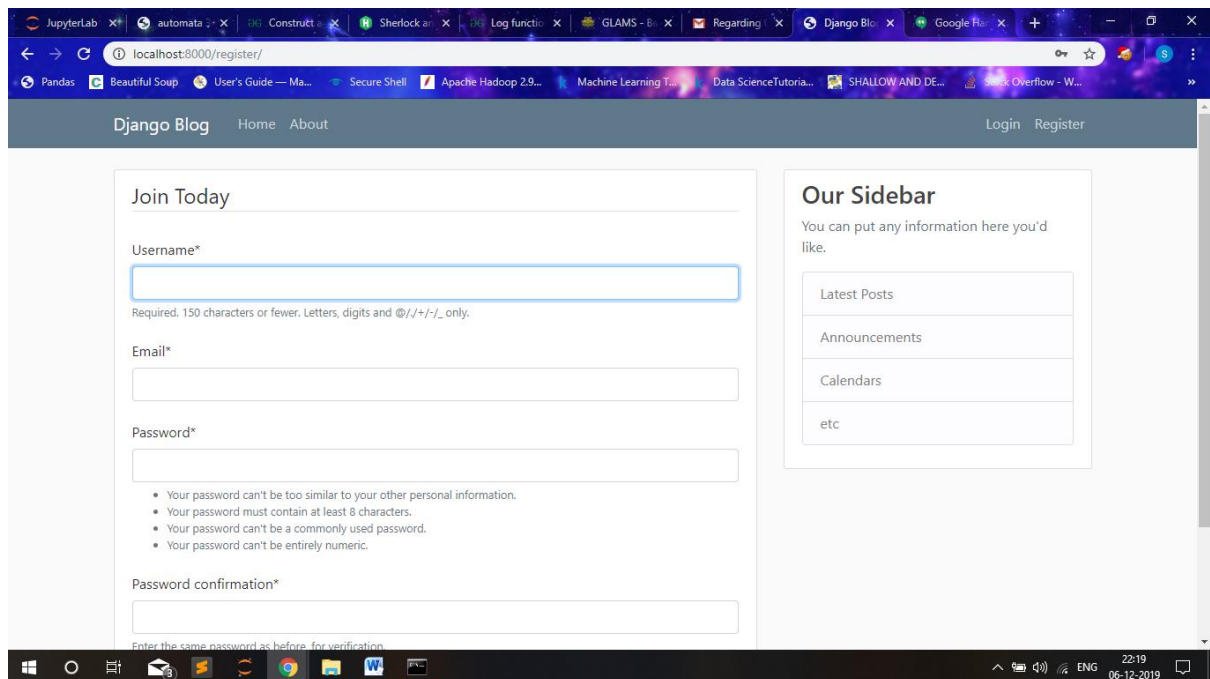 JupyterLab
automata
Construct a
Sherlock an
Log functio
GLAMS - B
Regarding
Django Blo
Google Ha
localhost:8000/register/
Pandas
Beautiful Soup
User's Guide — Ma...
Secure Shell
Apache Hadoop 2.9...
Machine Learning T...
Data ScienceTutoria...
SHALLOW AND DE...
Stack Overflow - W...
Django Blog Home About Login Register
Join Today
Username*
Required. 150 characters or fewer. Letters, digits and @/./+/-/_ only.
Email*
Password*
Your password can't be too similar to your other personal information.
Your password must contain at least 8 characters.
Your password can't be a commonly used password.
Your password can't be entirely numeric.
Password confirmation*
Enter the same password as before, for verification.
Our Sidebar
You can put any information here you'd
like.
Latest Posts
Announcements
Calendars
etc
ENG
22:19
06-12-2019